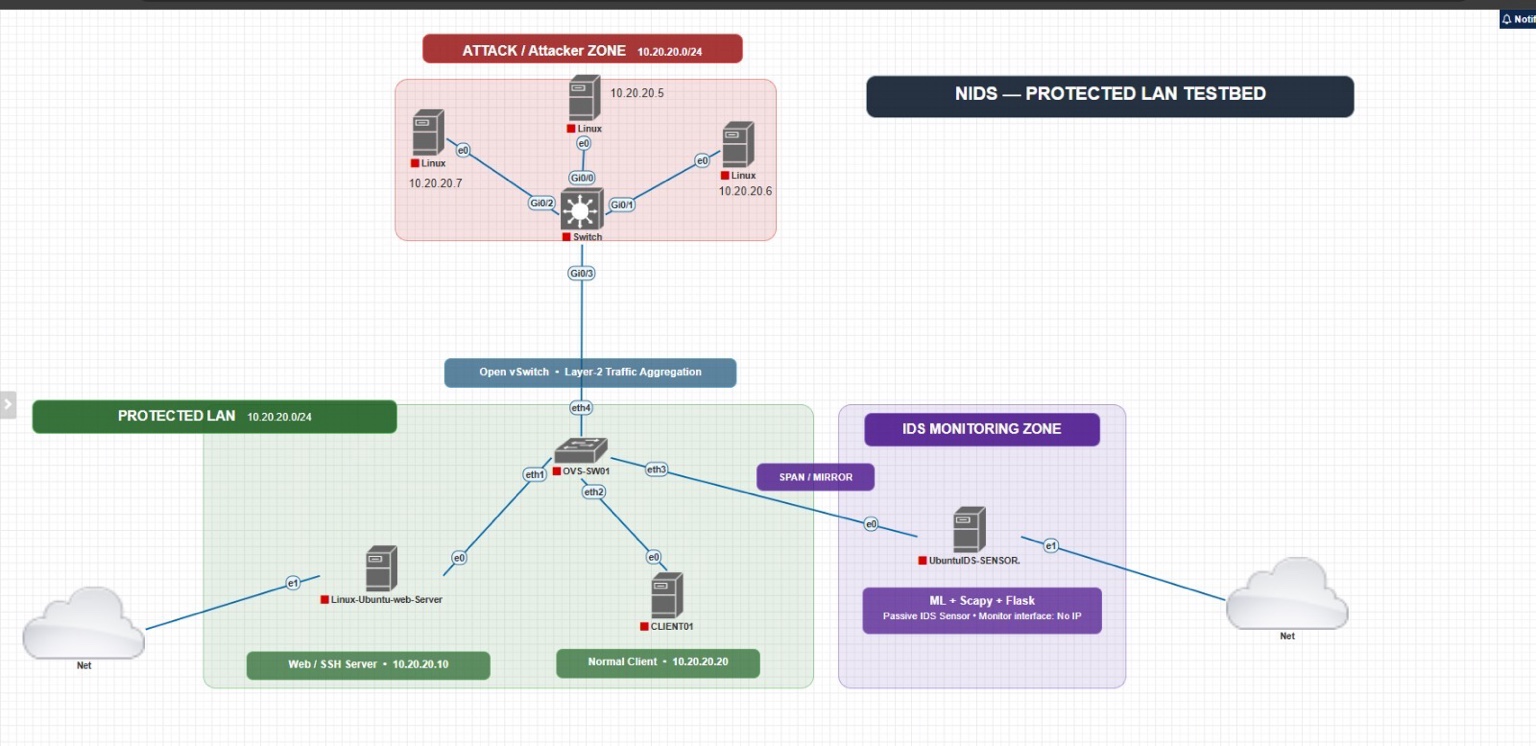 Notif
ATTACK / Attacker ZONE 10.20.20.0/24
NIDS — PROTECTED LAN TESTBED
10.20.20.5
Linux
e0
Linux
10.20.20.7
e0
Linux
10.20.20.6
e0
Gi0/0
Gi0/2
Gi0/1
Switch
Gi0/3
Open vSwitch • Layer-2 Traffic Aggregation
PROTECTED LAN 10.20.20.0/24
eth4
OVS-SW01
eth1
eth2
eth3
IDS MONITORING ZONE
SPAN / MIRROR
e0
UbuntuIDS-SENSOR.
e1
Net
ML + Scapy + Flask
Passive IDS Sensor • Monitor interface: No IP
e0
e0
e1
Linux-Ubuntu-web-Server
CLIENT01
Net
Web / SSH Server • 10.20.20.10
Normal Client • 10.20.20.20